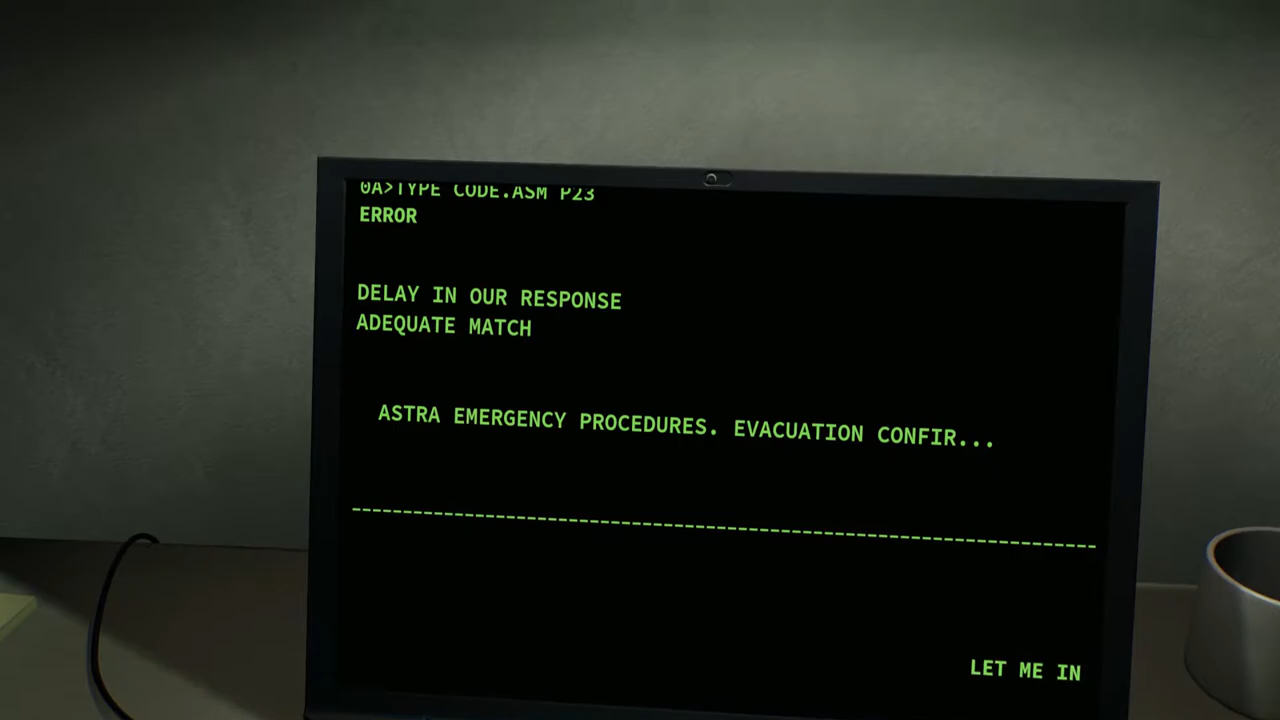 0A>TYPE CODE.ASM P23
ERROR
DELAY IN OUR RESPONSE
ADEQUATE MATCH
ASTRA EMERGENCY PROCEDURES. EVACUATION CONFIR...
-----------------------------------------------------------
LET ME IN